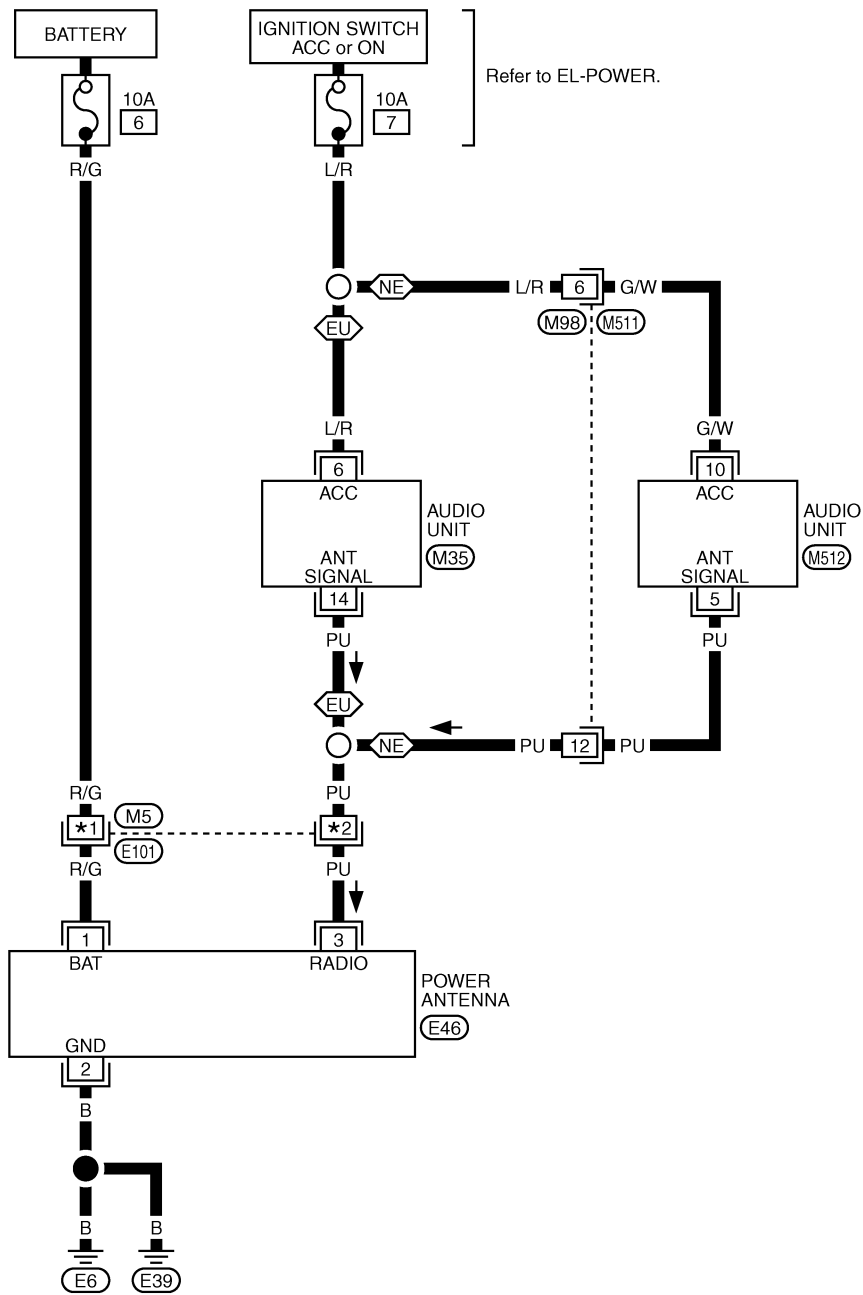 BATTERY
IGNITION SWITCH
ACC or ON
Refer to EL-POWER.
10A
6
10A
7
R/G
L/R
NE
L/R
6
G/W
EU
M98
M511
L/R
G/W
6
ACC
10
ACC
AUDIO
UNIT
M35
AUDIO
UNIT
M512
ANT
SIGNAL
14
ANT
SIGNAL
5
PU
PU
EU
NE
PU
12
PU
R/G
PU
*1
M5
E101
*2
R/G
PU
1
BAT
3
RADIO
POWER
ANTENNA
E46
GND
2
B
B
B
E6
E39